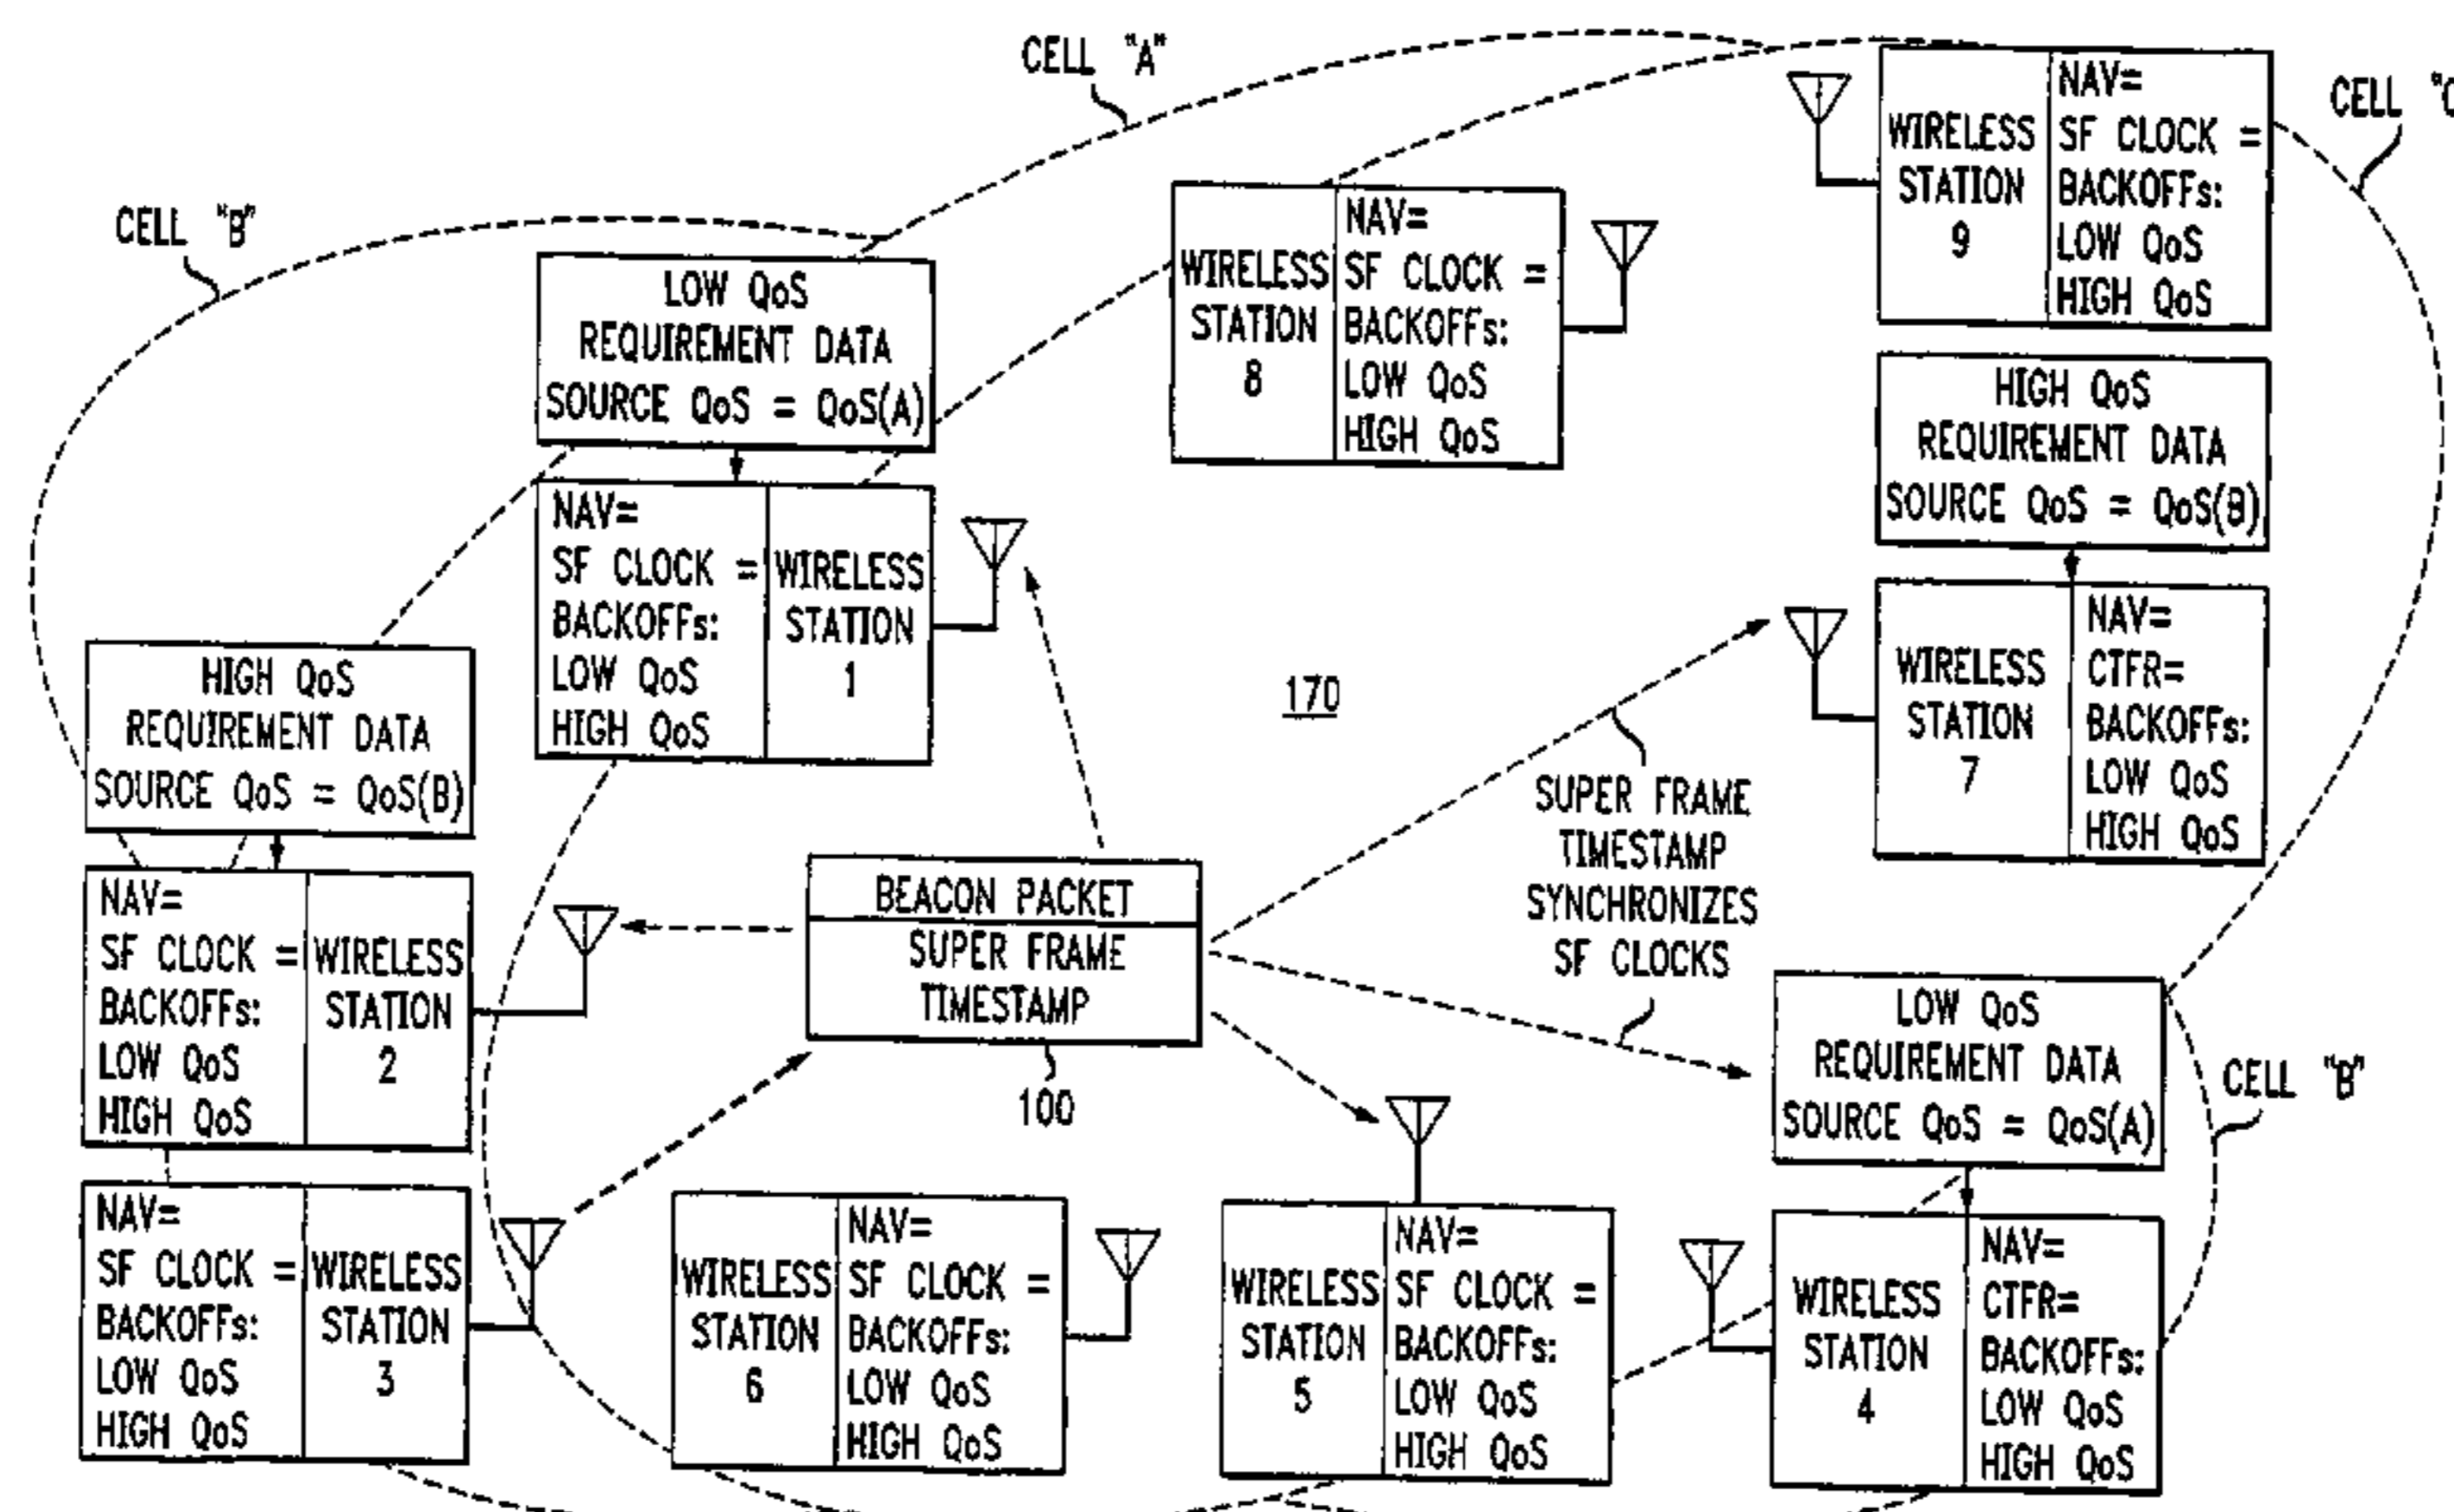 CELL "A"
CELL "B"
CELL
LOW QoS
REQUIREMENT DATA
SOURCE QoS = QoS(A)
NAV=
SF CLOCK =
BACKOFFs:
LOW QoS
HIGH QoS
WIRELESS
STATION
1
WIRELESS
STATION
8
NAV=
SF CLOCK =
BACKOFFs:
LOW QoS
HIGH QoS
WIRELESS
STATION
9
NAV=
SF CLOCK =
BACKOFFs:
LOW QoS
HIGH QoS
HIGH QoS
REQUIREMENT DATA
SOURCE QoS = QoS(B)
WIRELESS
STATION
7
NAV=
CTFR=
BACKOFFs:
LOW QoS
HIGH QoS
HIGH QoS
REQUIREMENT DATA
SOURCE QoS = QoS(B)
NAV=
SF CLOCK =
BACKOFFs:
LOW QoS
HIGH QoS
WIRELESS
STATION
2
170
BEACON PACKET
SUPER FRAME
TIMESTAMP
100
SUPER FRAME
TIMESTAMP
SYNCHRONIZES
SF CLOCKS
LOW QoS
REQUIREMENT DATA
SOURCE QoS = QoS(A)
CELL "B"
NAV=
SF CLOCK =
BACKOFFs:
LOW QoS
HIGH QoS
WIRELESS
STATION
3
WIRELESS
STATION
6
NAV=
SF CLOCK =
BACKOFFs:
LOW QoS
HIGH QoS
WIRELESS
STATION
5
NAV=
SF CLOCK =
BACKOFFs:
LOW QoS
HIGH QoS
WIRELESS
STATION
4
NAV=
CTFR=
BACKOFFs:
LOW QoS
HIGH QoS